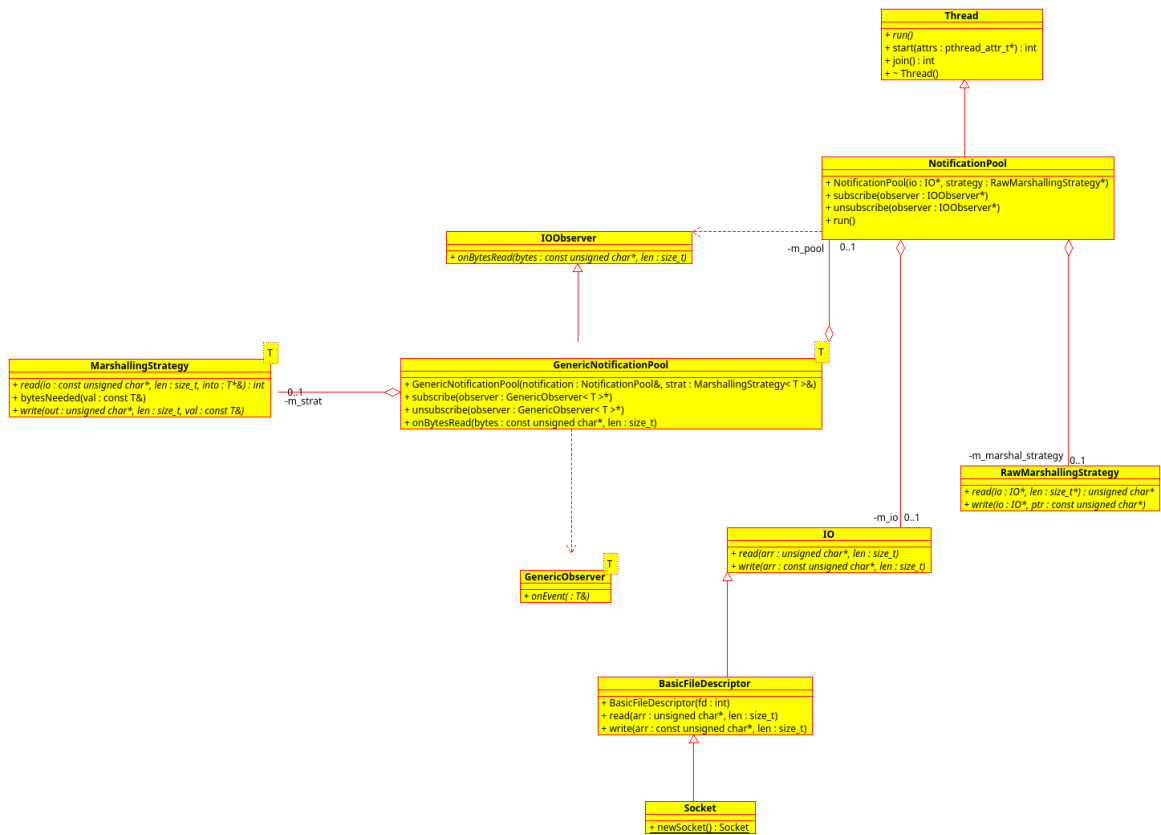 Thread
+ run()
+ start(attrs : pthread_attr_t*) : int
+ join() : int
+ ~ Thread()
NotificationPool
+ NotificationPool(io : IO*, strategy : RawMarshallingStrategy*)
+ subscribe(observer : IOObserver*)
+ unsubscribe(observer : IOObserver*)
+ run()
IOObserver
+ onBytesRead(bytes : const unsigned char*, len : size_t)
-m_pool
0..1
T
MarshallingStrategy
+ read(io : const unsigned char*, len : size_t, into : T*&) : int
+ bytesNeeded(val : const T&)
+ write(out : unsigned char*, len : size_t, val : const T&)
0..1
-m_strat
T
GenericNotificationPool
+ GenericNotificationPool(notification : NotificationPool&, strat : MarshallingStrategy< T >&)
+ subscribe(observer : GenericObserver< T >*)
+ unsubscribe(observer : GenericObserver< T >*)
+ onBytesRead(bytes : const unsigned char*, len : size_t)
-m_marshal_strategy
0..1
RawMarshallingStrategy
+ read(io : IO*, len : size_t*) : unsigned char*
+ write(io : IO*, ptr : const unsigned char*)
-m_io
0..1
IO
+ read(arr : unsigned char*, len : size_t)
+ write(arr : const unsigned char*, len : size_t)
T
GenericObserver
+ onEvent( : T&)
BasicFileDescriptor
+ BasicFileDescriptor(fd : int)
+ read(arr : unsigned char*, len : size_t)
+ write(arr : const unsigned char*, len : size_t)
Socket
+ newSocket() : Socket